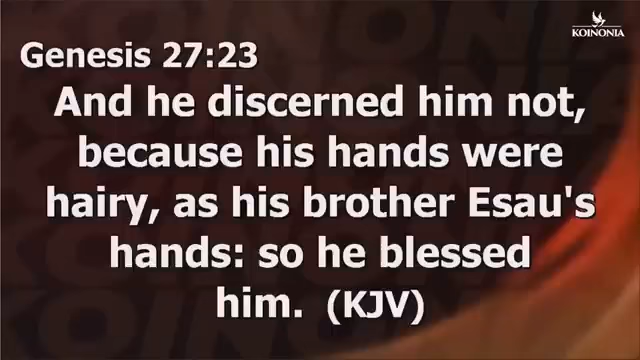 KOINONIA
Genesis 27:23
And he discerned him not,
because his hands were
hairy, as his brother Esau's
hands: so he blessed
him. (KJV)